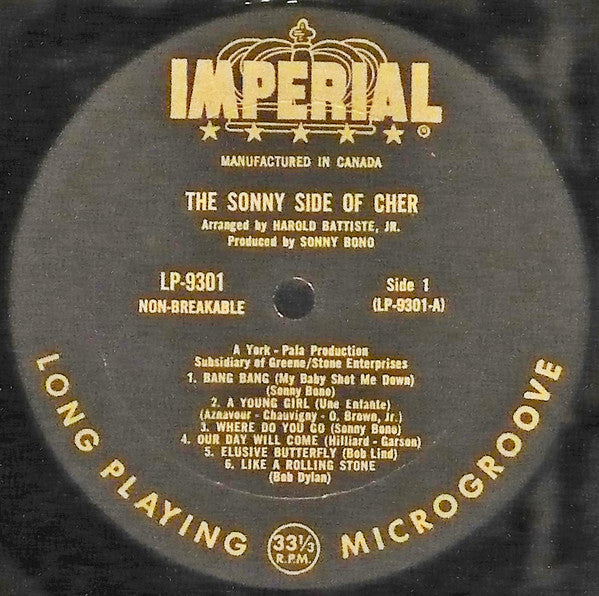 IMPERIAL
®
MANUFACTURED IN CANADA
THE SONNY SIDE OF CHER
Arranged by HAROLD BATTISTE, JR.
Produced by SONNY BONO
LP-9301
NON-BREAKABLE
Side 1
(LP-9301-A)
A York - Pala Production
Subsidiary of Greene/Stone Enterprises
1. BANG BANG (My Baby Shot Me Down)
(Sonny Bono)
2. A YOUNG GIRL (Une Enfante)
(Aznavour - Chauvigny - O. Brown, Jr.)
3. WHERE DO YOU GO (Sonny Bono)
4. OUR DAY WILL COME (Hilliard - Garson)
5. ELUSIVE BUTTERFLY (Bob Lind)
6. LIKE A ROLLING STONE
(Bob Dylan)
LONG PLAYING
33⅓
R.P.M.
MICROGROOVE